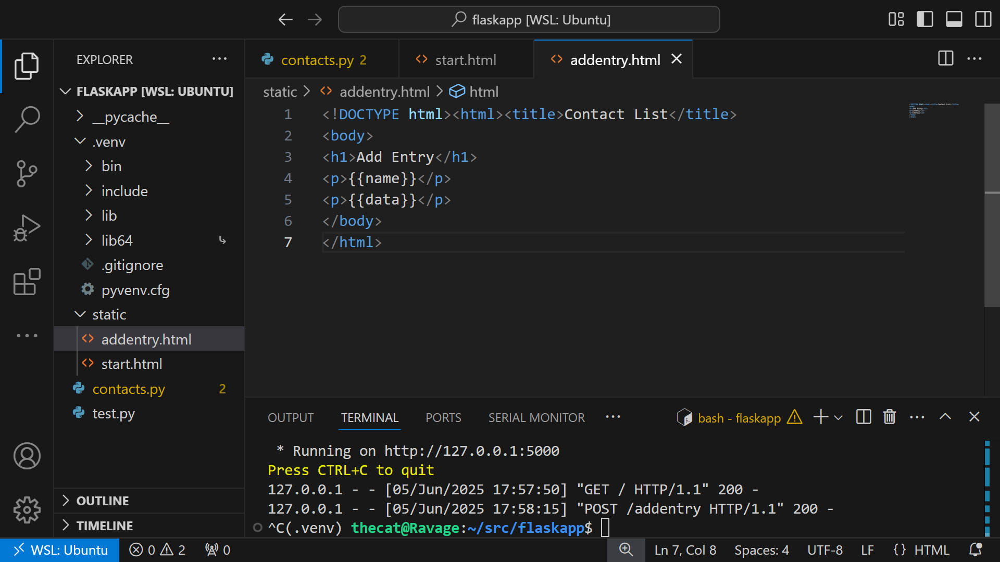 flaskapp [WSL: Ubuntu]
EXPLORER
FLASKAPP [WSL: UBUNTU]
__pycache__
.venv
bin
include
lib
lib64
.gitignore
pyvenv.cfg
static
addentry.html
start.html
contacts.py 2
test.py
OUTLINE
TIMELINE
contacts.py 2
start.html
addentry.html
static > addentry.html > html
1 <!DOCTYPE html><html><title>Contact List</title>
2 <body>
3 <h1>Add Entry</h1>
4 <p>{{name}}</p>
5 <p>{{data}}</p>
6 </body>
7 </html>
OUTPUT TERMINAL PORTS SERIAL MONITOR
bash - flaskapp
* Running on http://127.0.0.1:5000
Press CTRL+C to quit
127.0.0.1 - - [05/Jun/2025 17:57:50] "GET / HTTP/1.1" 200 -
127.0.0.1 - - [05/Jun/2025 17:58:15] "POST /addentry HTTP/1.1" 200 -
^C(.venv) thecat@Ravage:~/src/flaskapp$
WSL: Ubuntu 0 2 0 Ln 7, Col 8 Spaces: 4 UTF-8 LF {} HTML